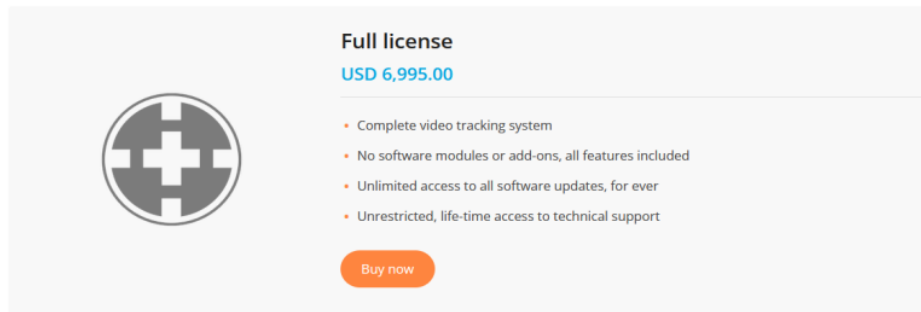 Full license
USD 6,995.00
Complete video tracking system
No software modules or add-ons, all features included
Unlimited access to all software updates, for ever
Unrestricted, life-time access to technical support
Buy now